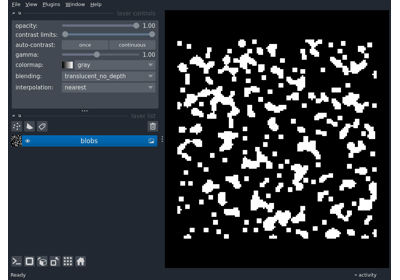 File View Plugins Window Help
layer controls
opacity: 1.00
contrast limits:
auto-contrast: once continuous
gamma: 1.00
colormap: gray
blending: translucent_no_depth
interpolation: nearest
layer list
blobs
Ready
activity